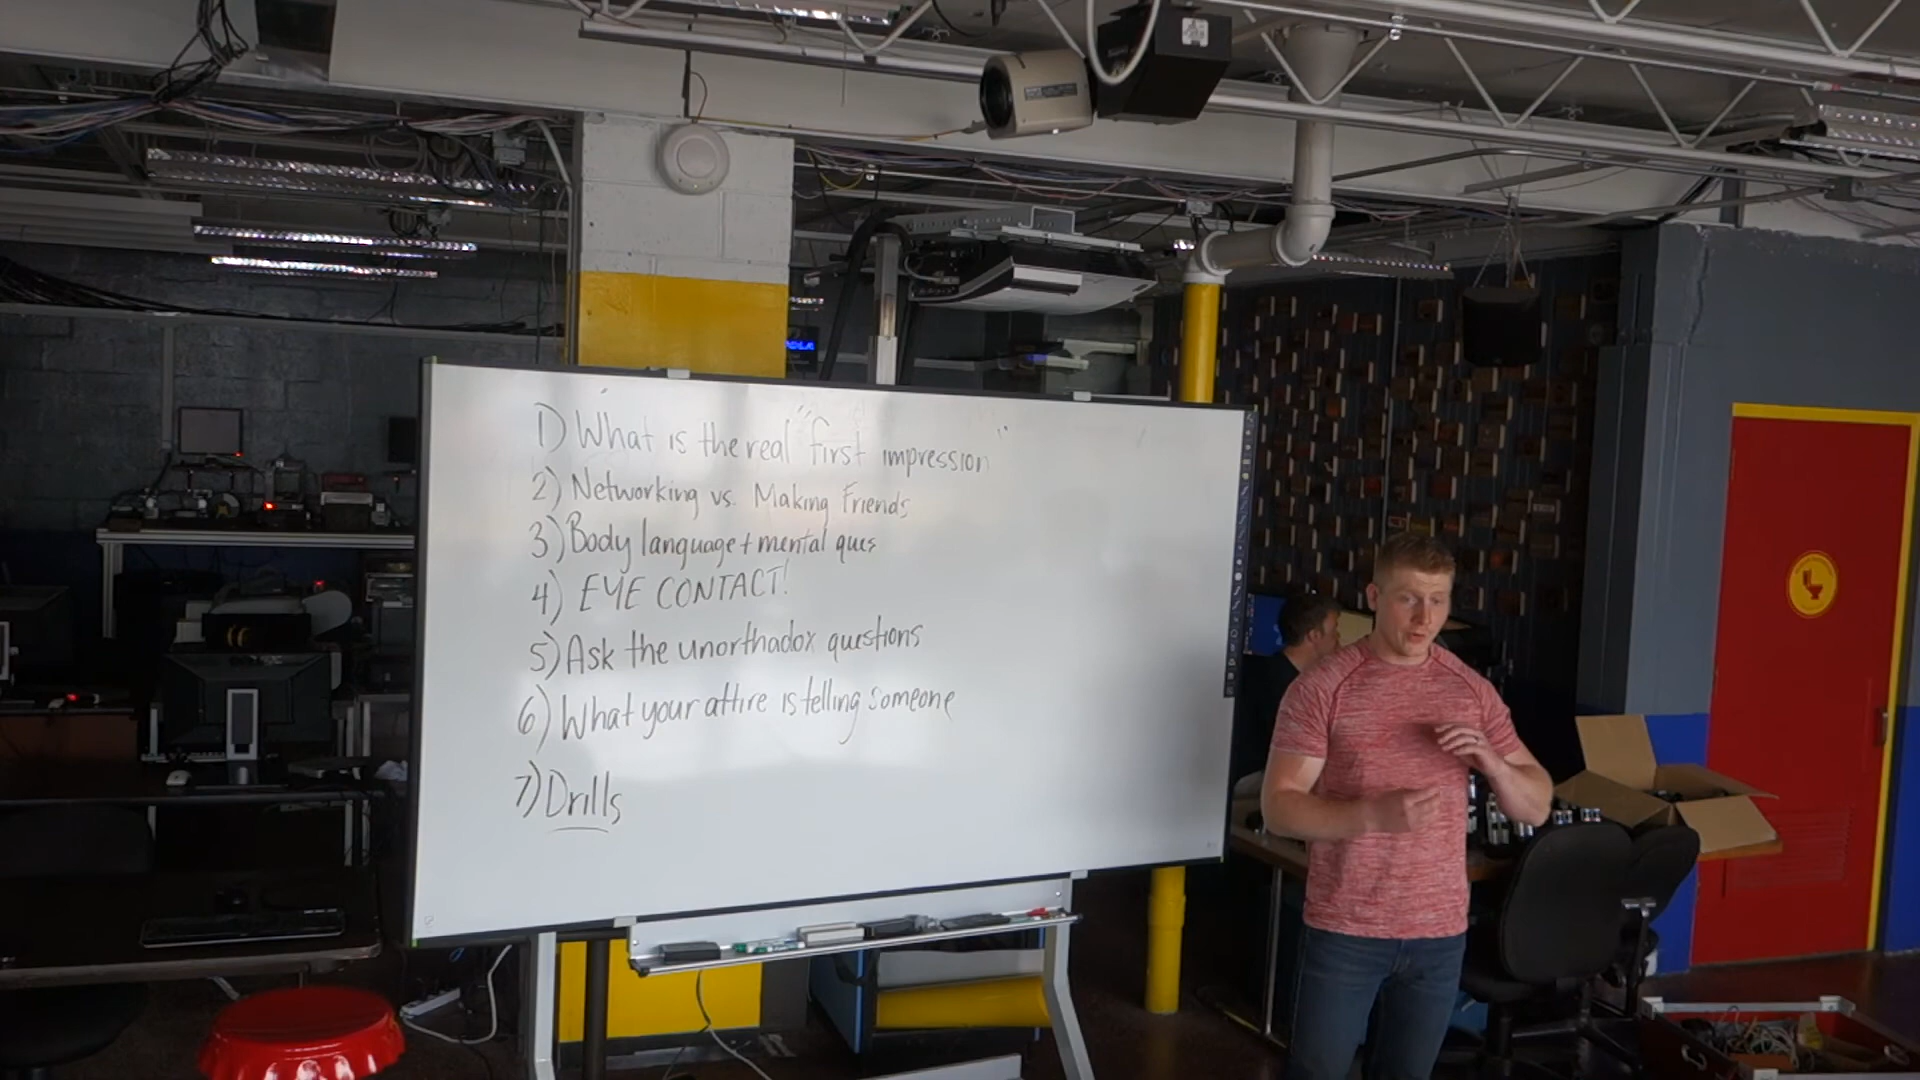 1) What is the real "first impression"
2) Networking vs. Making Friends
3) Body language + mental ques
4) EYE CONTACT!
5) Ask the unorthadox questions
6) What your attire is telling someone
7) Drills